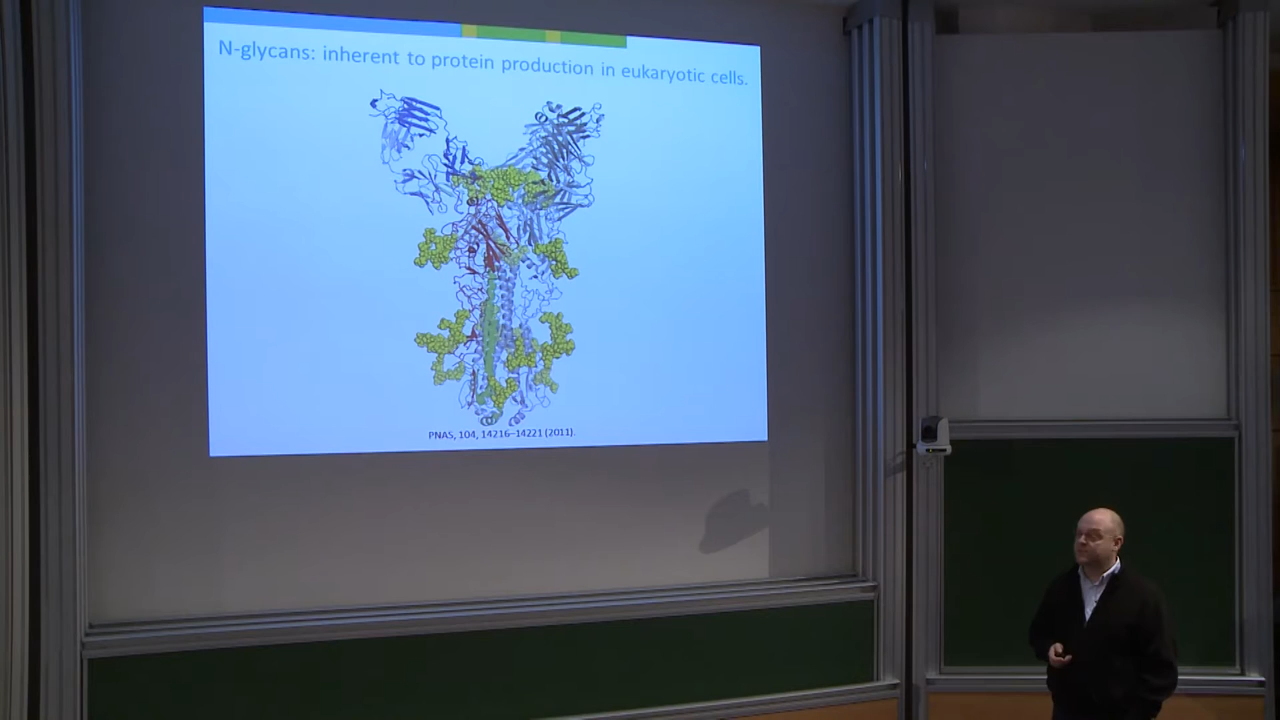 N-glycans: inherent to protein production in eukaryotic cells.
PNAS, 104, 14216–14221 (2011).